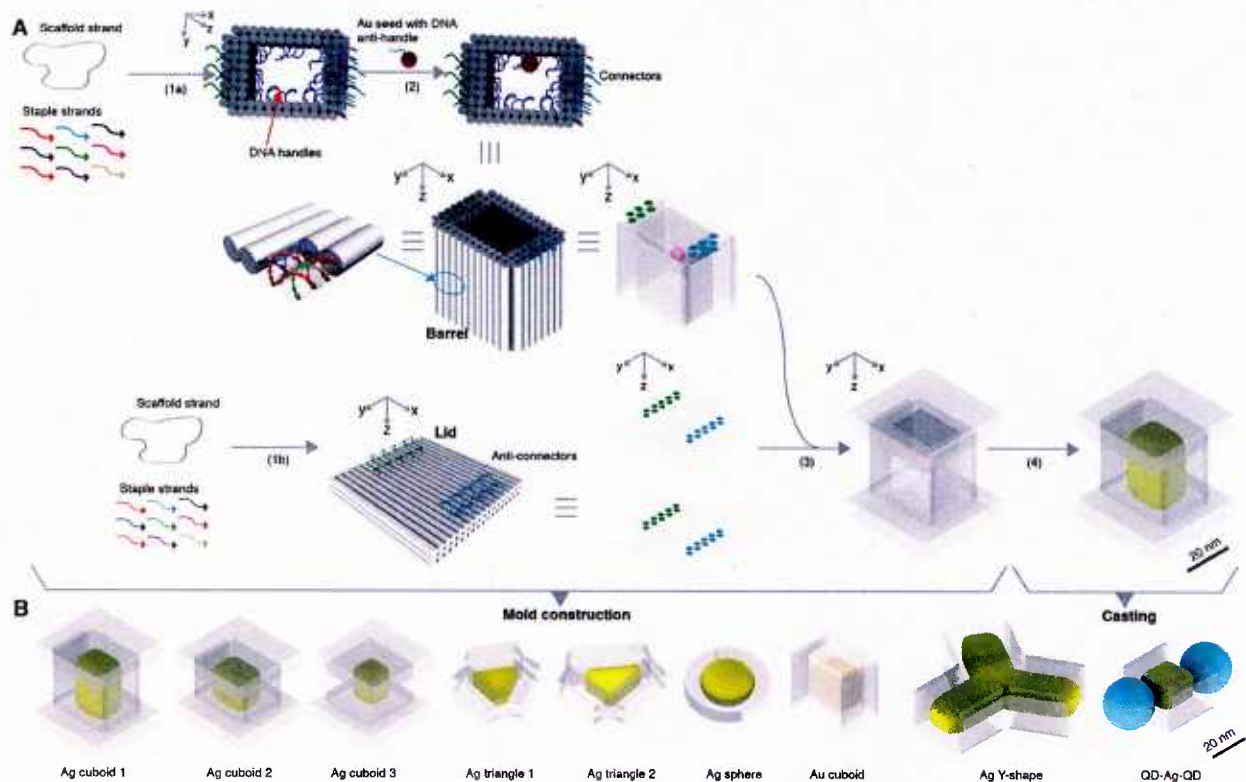 A
Scaffold strand
x
z
y
Au seed with DNA
anti-handle
(1a)
(2)
Connectors
Staple strands
DNA handles
y
x
z
y
x
z
Barrel
y
x
z
y
x
z
Scaffold strand
y
x
z
Lid
(1b)
Anti-connectors
(3)
(4)
Staple strands
20 nm
B
Mold construction
Casting
20 nm
Ag cuboid 1
Ag cuboid 2
Ag cuboid 3
Ag triangle 1
Ag triangle 2
Ag sphere
Au cuboid
Ag Y-shape
QD-Ag-QD